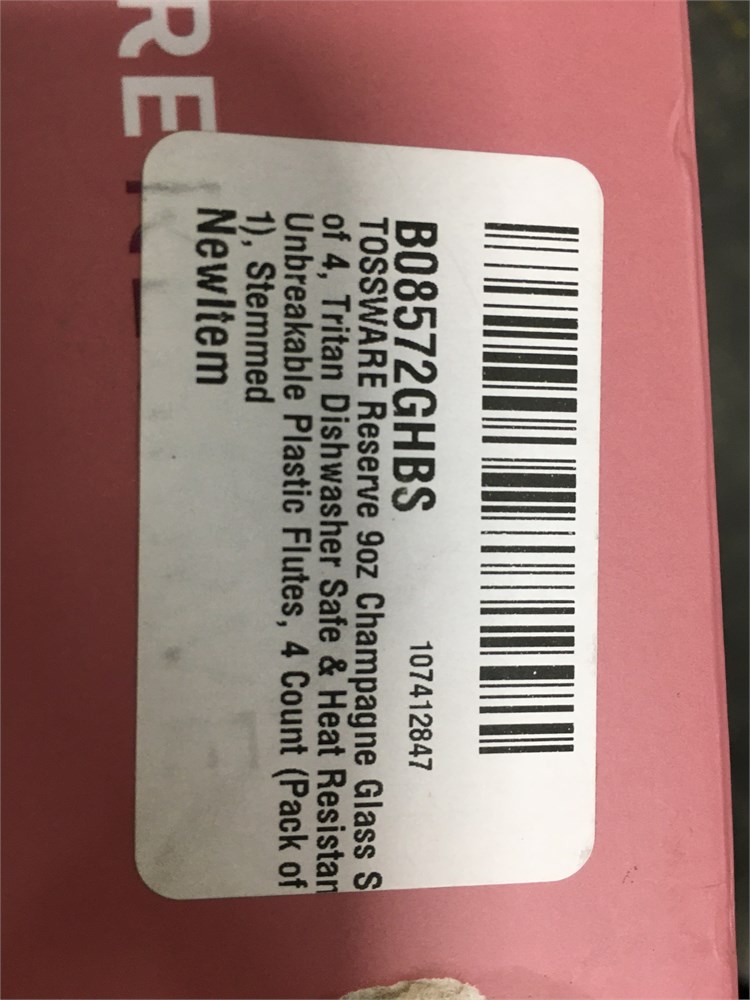 RE
B08572GHBS
107412847
TOSSWARE Reserve 9oz Champagne Glass S
of 4, Tritan Dishwasher Safe & Heat Resistan
Unbreakable Plastic Flutes, 4 Count (Pack of
1), Stemmed
NewItem